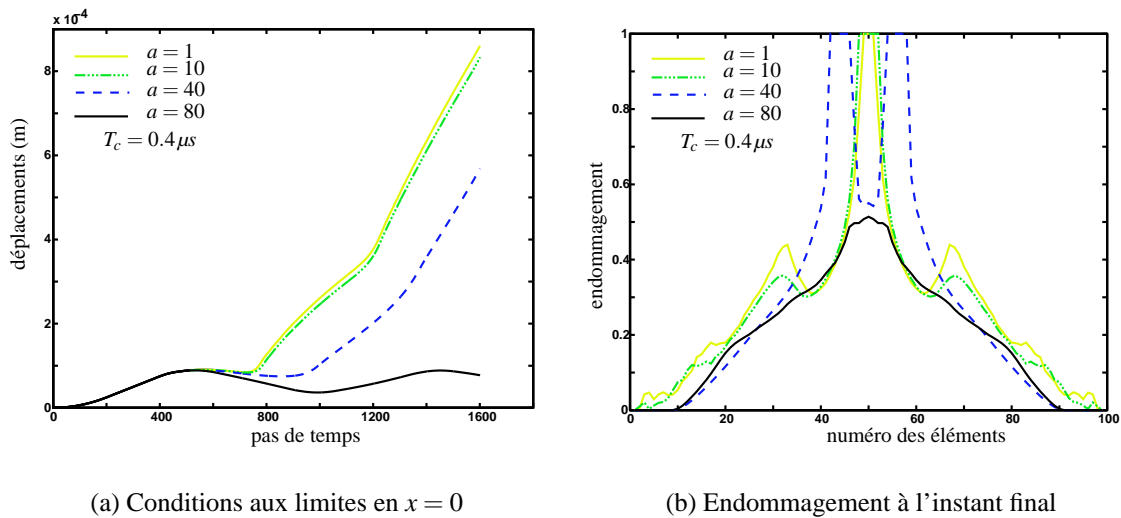 x 10⁻⁴
8
6
4
2
0
0 400 800 1200 1600
déplacements (m)
pas de temps
a = 1
a = 10
a = 40
a = 80
T_c = 0.4μs
(a) Conditions aux limites en x = 0
1
0.8
0.6
0.4
0.2
0
0 20 40 60 80 100
endommagement
numéro des éléments
a = 1
a = 10
a = 40
a = 80
T_c = 0.4μs
(b) Endommagement à l'instant final